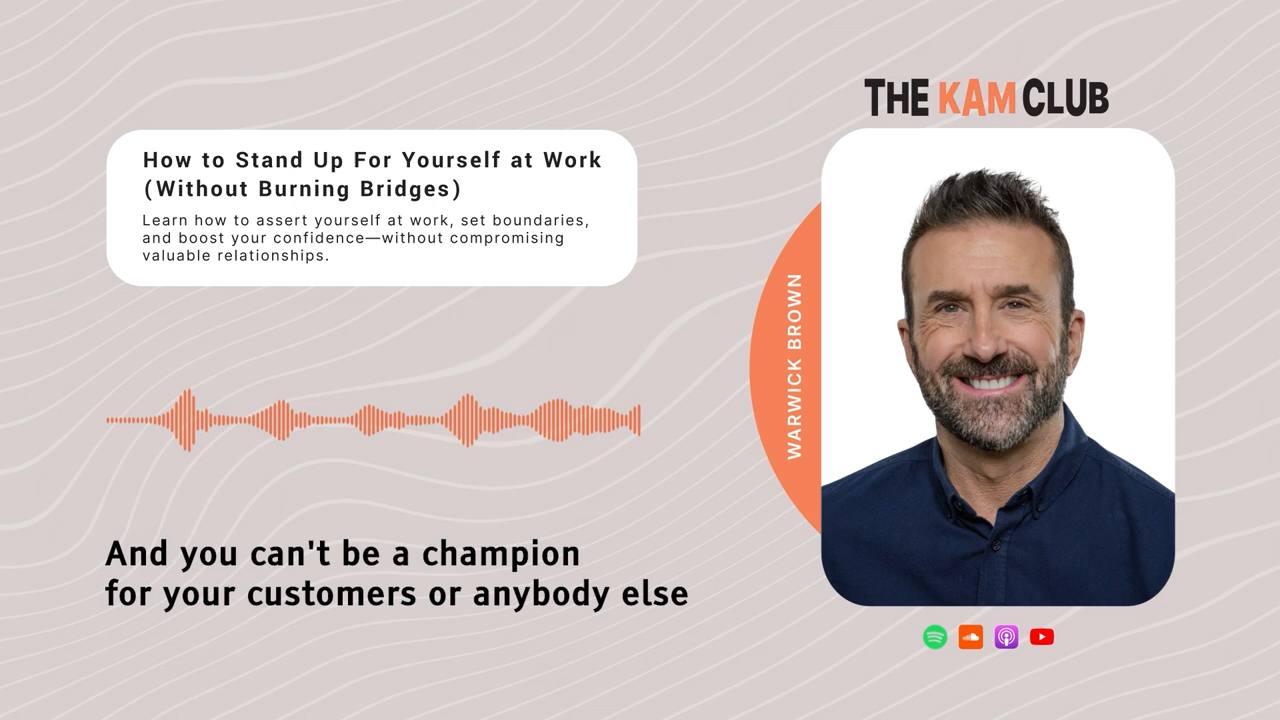 THE KAM CLUB
How to Stand Up For Yourself at Work
(Without Burning Bridges)
Learn how to assert yourself at work, set boundaries,
and boost your confidence—without compromising
valuable relationships.
WARWICK BROWN
And you can't be a champion
for your customers or anybody else